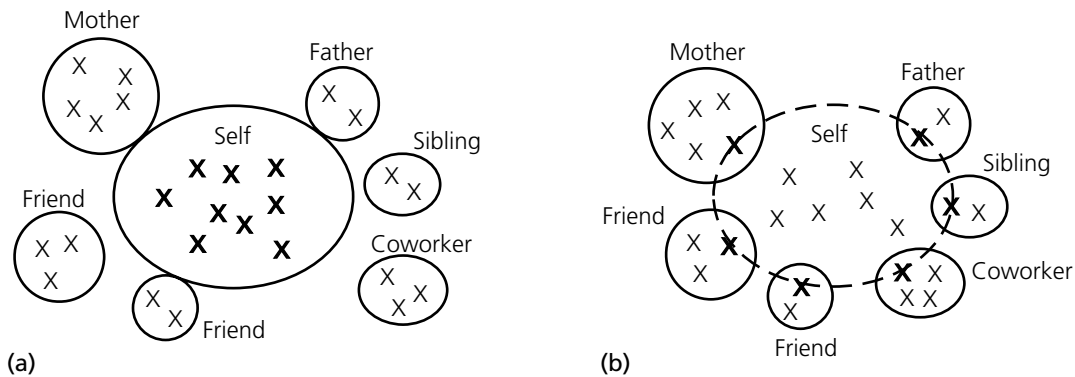 Mother
Father
Self
Sibling
Friend
Coworker
Friend
(a)
X X X X X
X X
X X X X X X X X X
X X
X X X
X X X
X X
Mother
Father
Self
Sibling
Friend
Coworker
Friend
(b)
X X X X X
X X
X X X X X X
X X
X X X
X X X X
X X